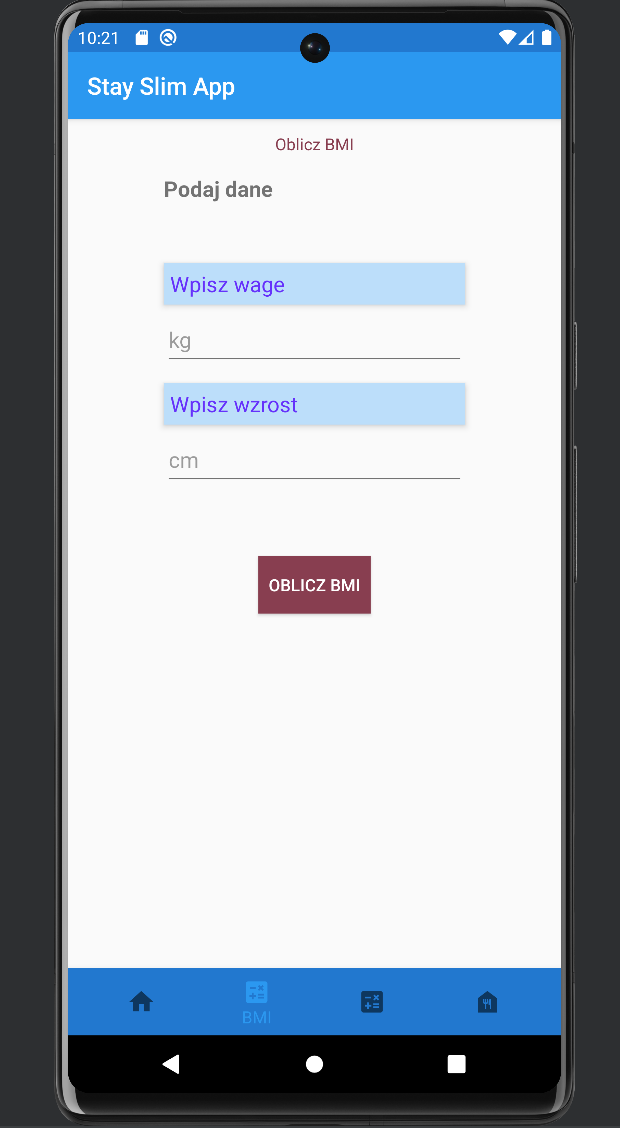 10:21
Stay Slim App
Oblicz BMI
Podaj dane
Wpisz wage
kg
Wpisz wzrost
cm
OBLICZ BMI
BMI